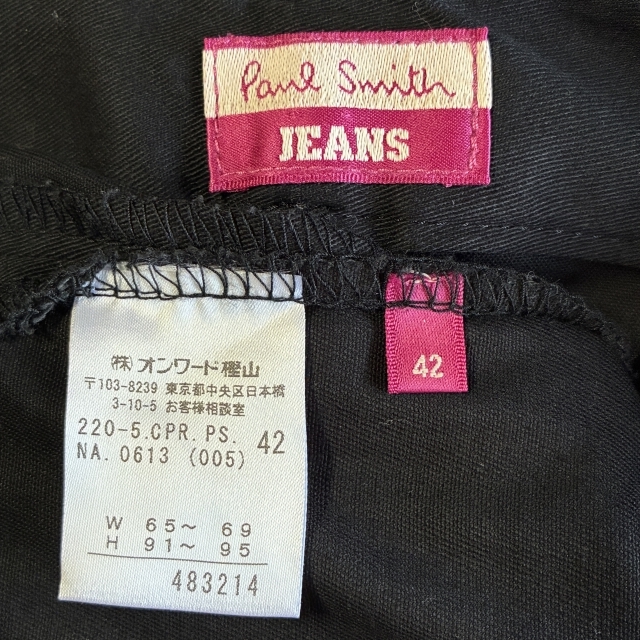 Paul Smith
JEANS
42
(株)オンワード樫山
〒103-8239 東京都中央区日本橋
3-10-5 お客様相談室
220-5.CPR.PS. 42
NA. 0613 (005)
W 65～ 69
H 91～ 95
483214